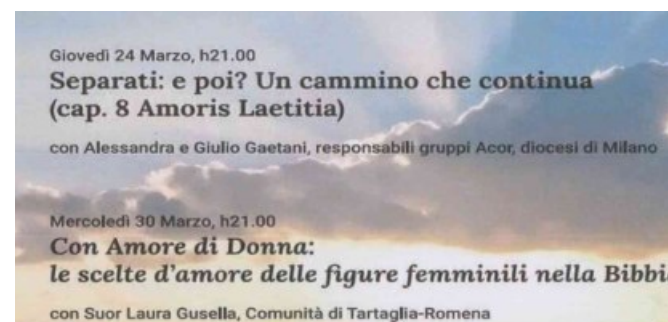 Giovedì 24 Marzo, h21.00
Separati: e poi? Un cammino che continua
(cap. 8 Amoris Laetitia)
con Alessandra e Giulio Gaetani, responsabili gruppi Acor, diocesi di Milano
Mercoledì 30 Marzo, h21.00
Con Amore di Donna:
le scelte d'amore delle figure femminili nella Bibbia
con Suor Laura Gusella, Comunità di Tartaglia-Romena